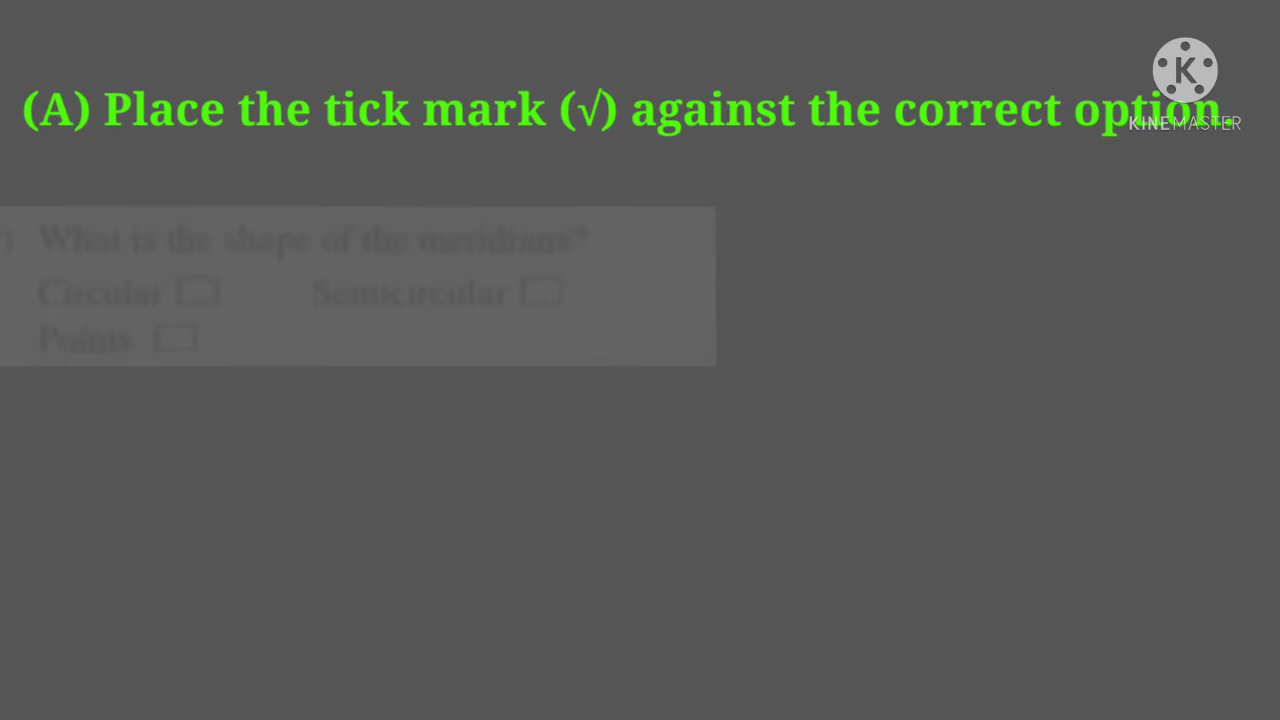 (A) Place the tick mark (√) against the correct option.
KINEMASTER
What is the shape of the meridians?
Circular Semicircular
Points